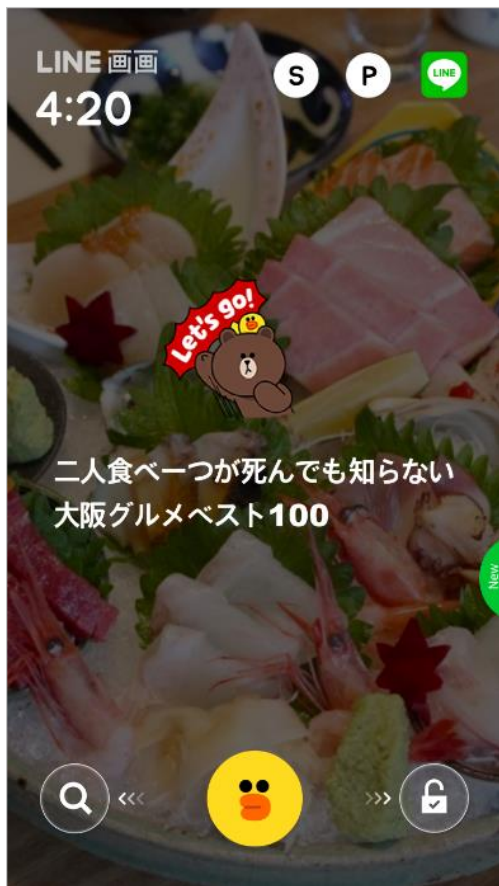 LINE 画画
4:20
S P LINE
Let's go!
二人食べ一つが死んでも知らない
大阪グルメベスト100
New